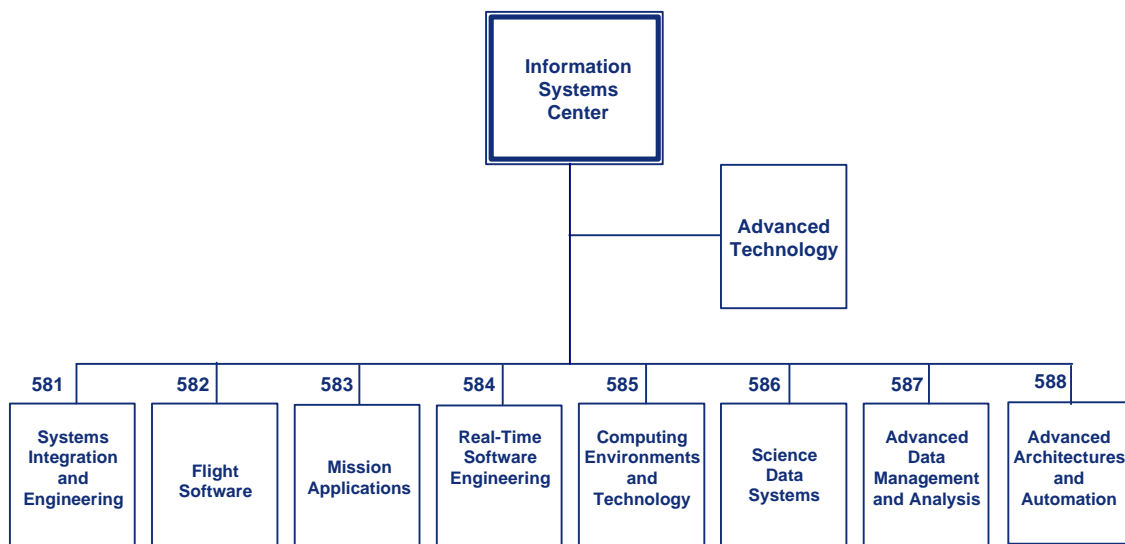 Information
Systems
Center
Advanced
Technology
581
582
583
584
585
586
587
588
Systems
Integration
and
Engineering
Flight
Software
Mission
Applications
Real-Time
Software
Engineering
Computing
Environments
and
Technology
Science
Data
Systems
Advanced
Data
Management
and Analysis
Advanced
Architectures
and
Automation